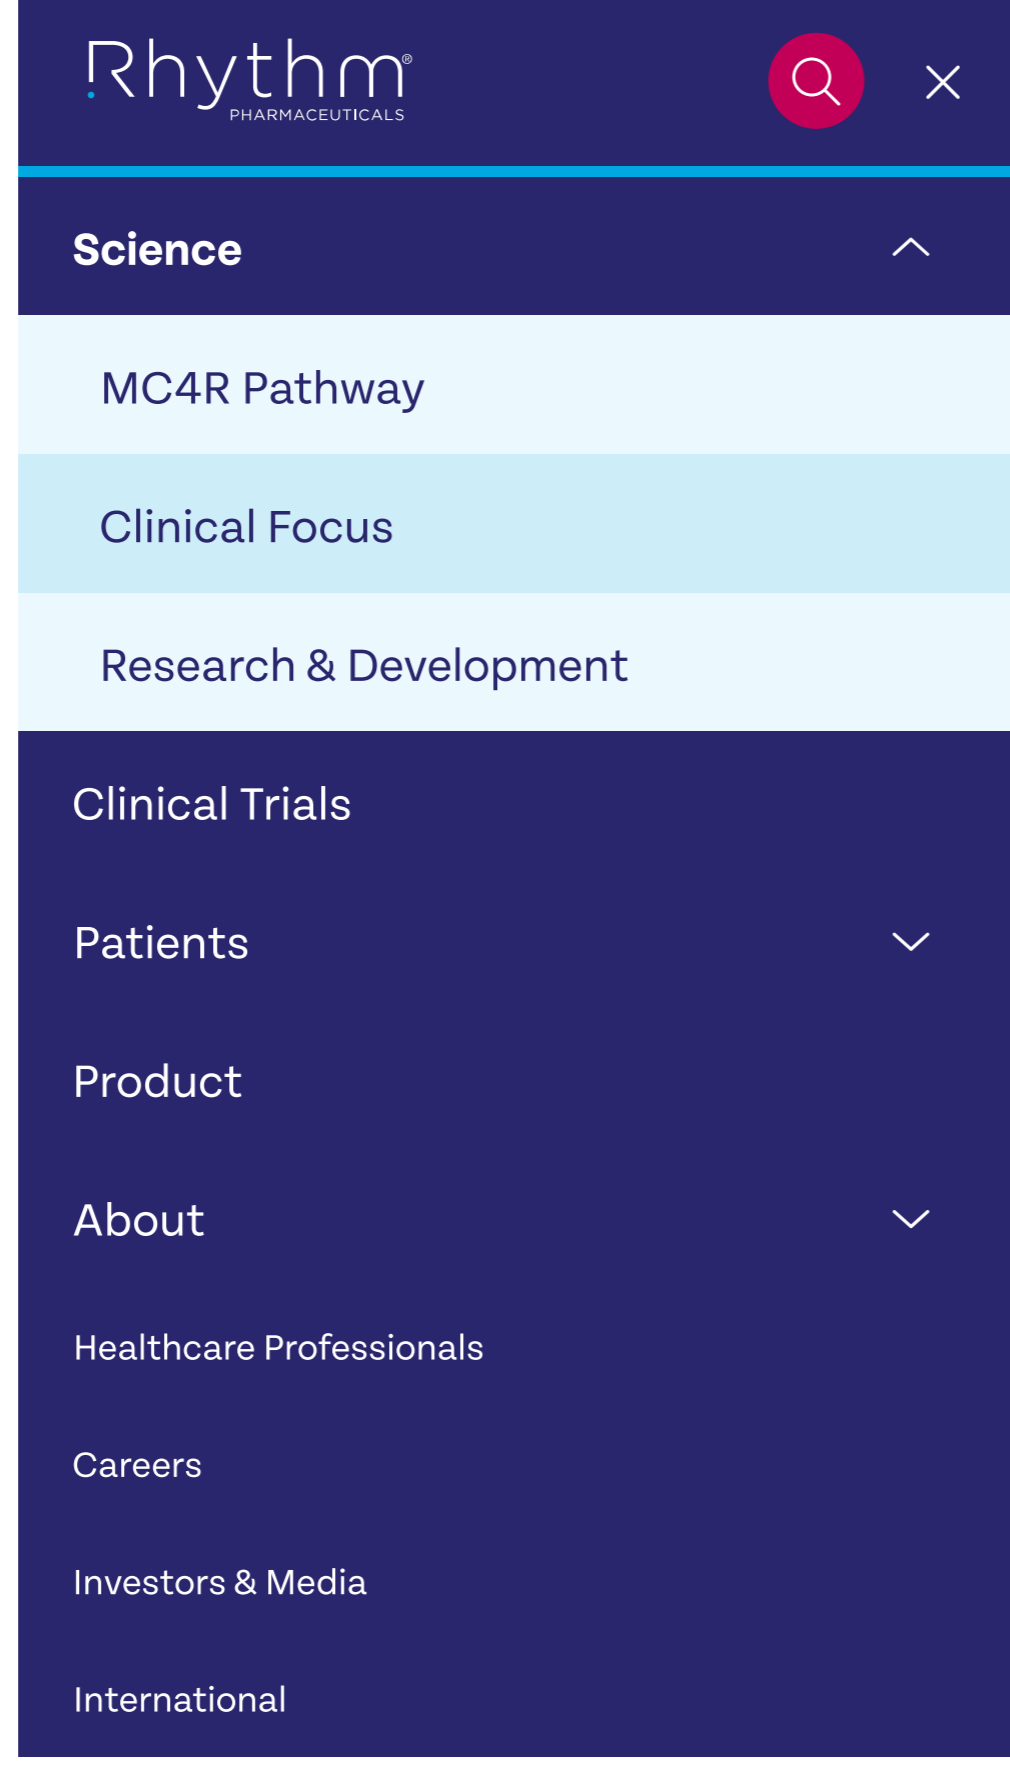 Rhythm®
PHARMACEUTICALS
Science
MC4R Pathway
Clinical Focus
Research & Development
Clinical Trials
Patients
Product
About
Healthcare Professionals
Careers
Investors & Media
International